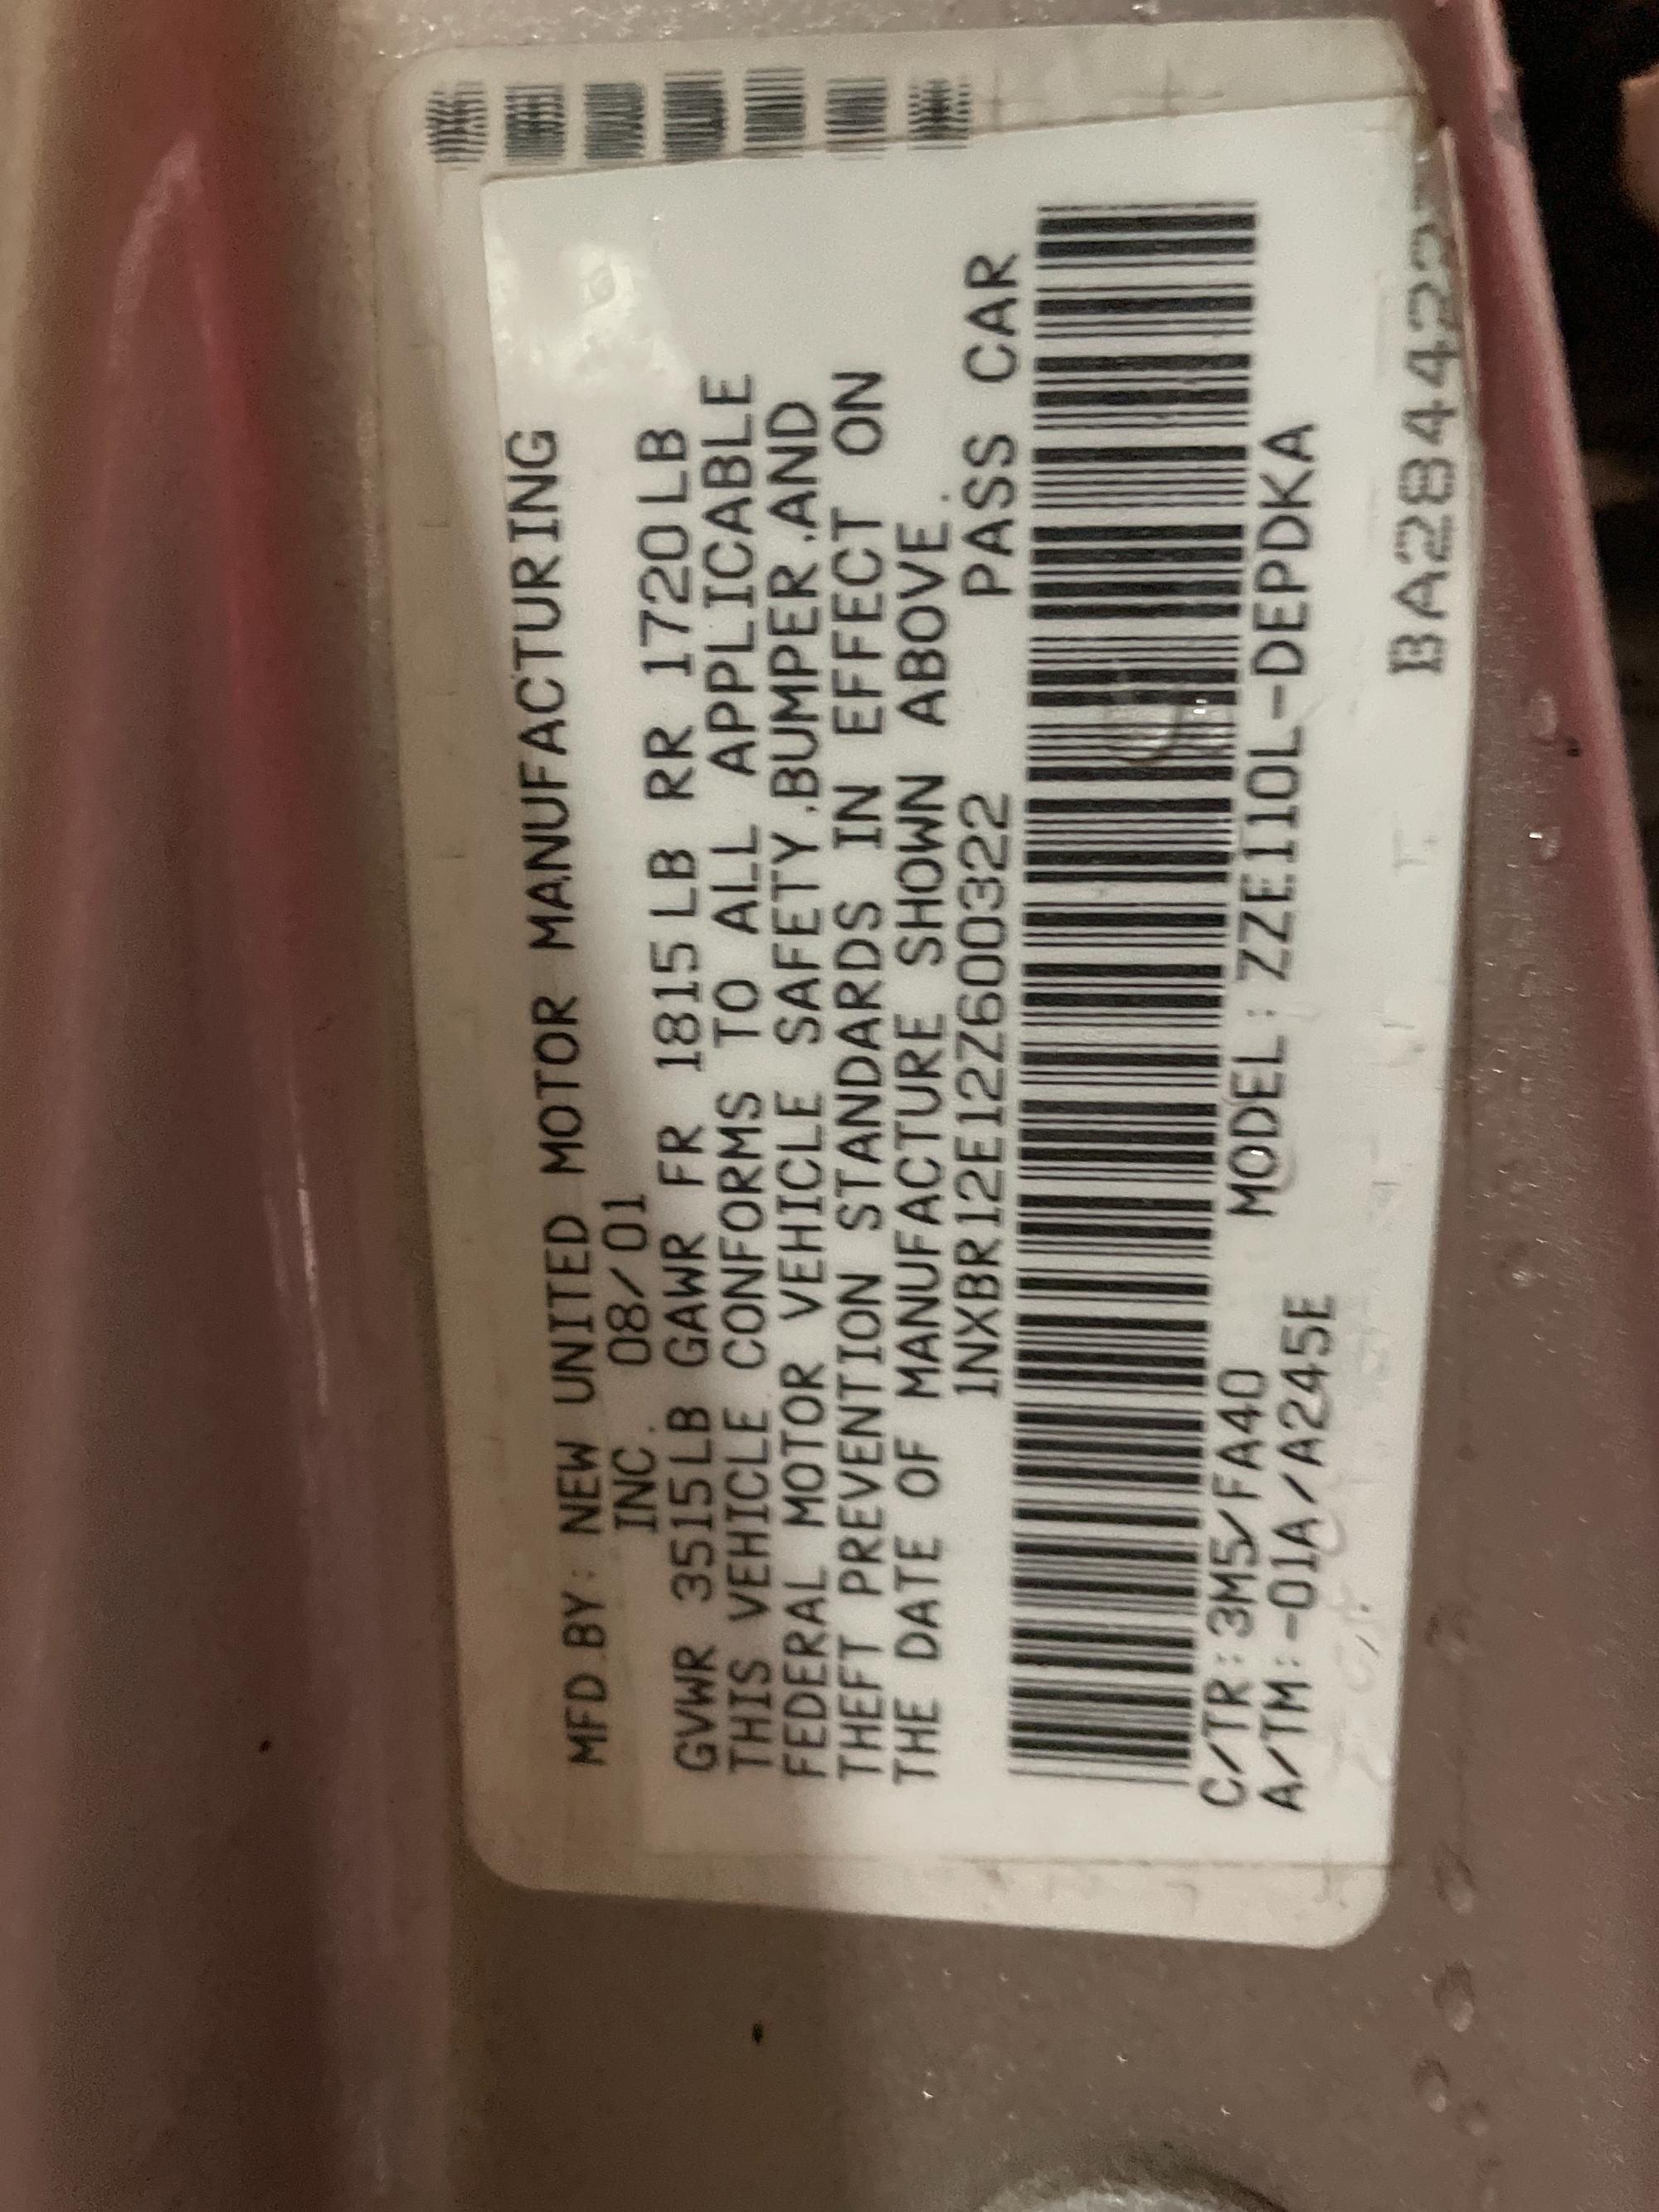 MFD.BY: NEW UNITED MOTOR MANUFACTURING
INC. 08/01
GVWR 3515LB GAWR FR 1815LB RR 1720LB
THIS VEHICLE CONFORMS TO ALL APPLICABLE
FEDERAL MOTOR VEHICLE SAFETY,BUMPER,AND
THEFT PREVENTION STANDARDS IN EFFECT ON
THE DATE OF MANUFACTURE SHOWN ABOVE.
1NXBR12E12Z600322 PASS CAR
C/TR:3M5/FA40 MODEL:ZZE110L-DEPDKA
A/TM:-01A/A245E